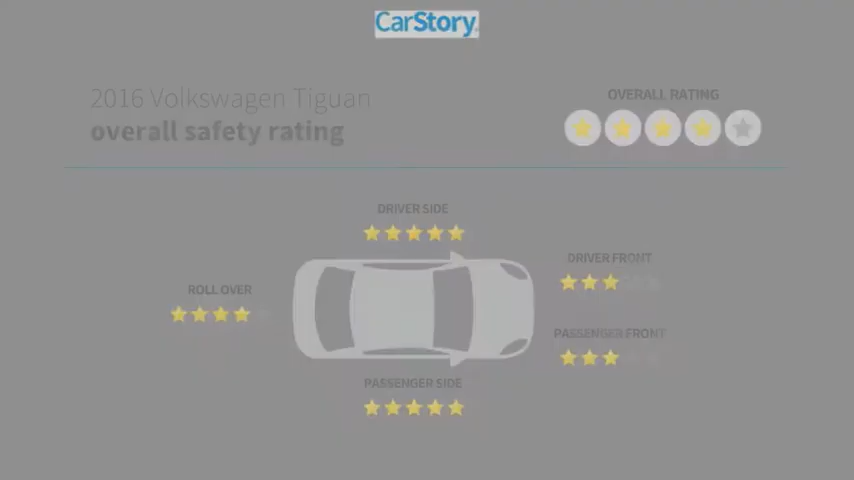 CarStory
2016 Volkswagen Tiguan
overall safety rating
OVERALL RATING
DRIVER SIDE
DRIVER FRONT
ROLL OVER
PASSENGER FRONT
PASSENGER SIDE